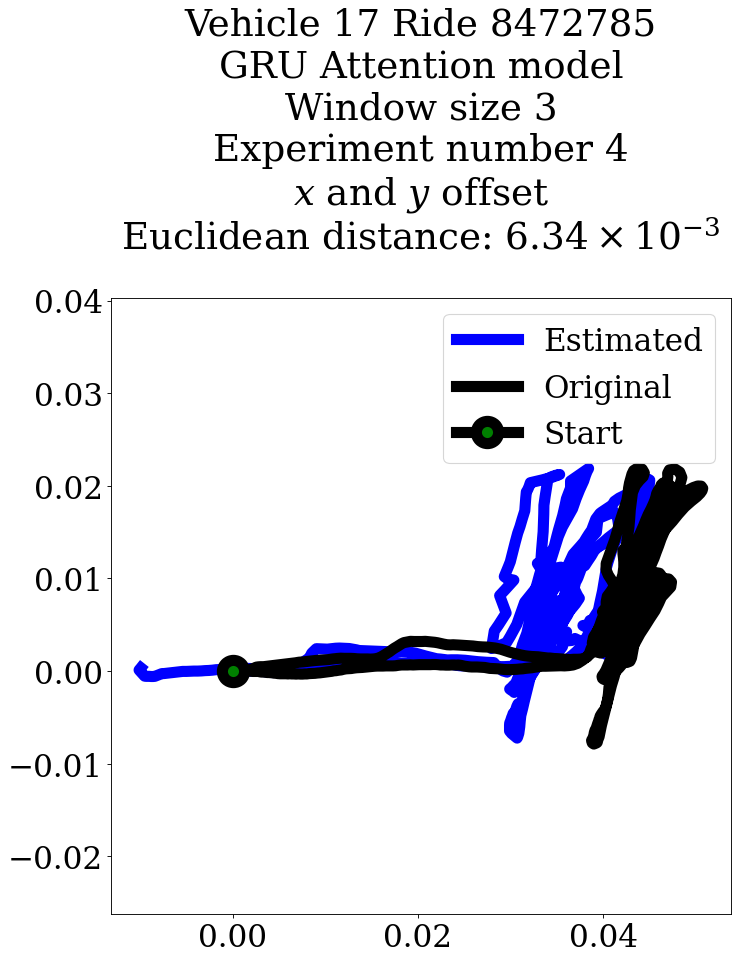 Vehicle 17 Ride 8472785
GRU Attention model
Window size 3
Experiment number 4
x and y offset
Euclidean distance: 6.34 × 10⁻³
0.04
0.03
0.02
0.01
0.00
−0.01
−0.02
Estimated
Original
Start
0.00 0.02 0.04